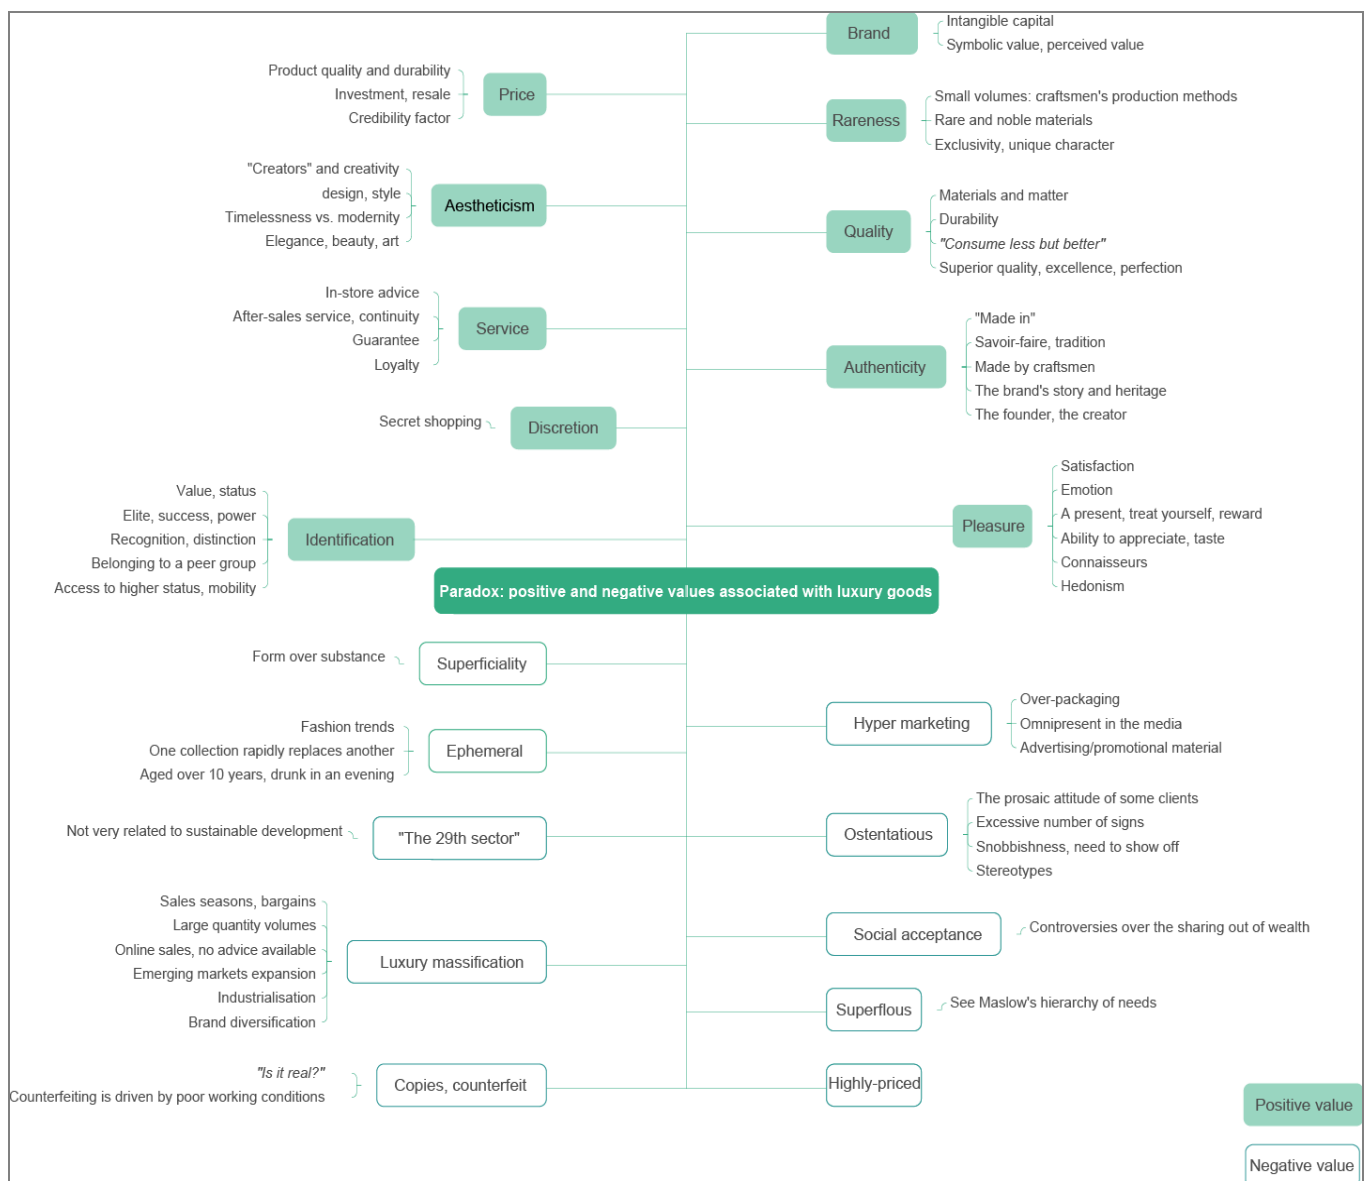 Brand
Intangible capital
Symbolic value, perceived value
Product quality and durability
Investment, resale
Credibility factor
Price
Rareness
Small volumes: craftsmen's production methods
Rare and noble materials
Exclusivity, unique character
"Creators" and creativity
design, style
Timelessness vs. modernity
Elegance, beauty, art
Aestheticism
Quality
Materials and matter
Durability
"Consume less but better"
Superior quality, excellence, perfection
In-store advice
After-sales service, continuity
Guarantee
Loyalty
Service
Authenticity
"Made in"
Savoir-faire, tradition
Made by craftsmen
The brand's story and heritage
The founder, the creator
Secret shopping
Discretion
Value, status
Elite, success, power
Recognition, distinction
Belonging to a peer group
Access to higher status, mobility
Identification
Pleasure
Satisfaction
Emotion
A present, treat yourself, reward
Ability to appreciate, taste
Connaisseurs
Hedonism
Paradox: positive and negative values associated with luxury goods
Form over substance
Superficiality
Hyper marketing
Over-packaging
Omnipresent in the media
Advertising/promotional material
Fashion trends
One collection rapidly replaces another
Aged over 10 years, drunk in an evening
Ephemeral
Not very related to sustainable development
"The 29th sector"
Ostentatious
The prosaic attitude of some clients
Excessive number of signs
Snobbishness, need to show off
Stereotypes
Sales seasons, bargains
Large quantity volumes
Online sales, no advice available
Emerging markets expansion
Industrialisation
Brand diversification
Luxury massification
Social acceptance
Controversies over the sharing out of wealth
Superflous
See Maslow's hierarchy of needs
"Is it real?"
Counterfeiting is driven by poor working conditions
Copies, counterfeit
Highly-priced
Positive value
Negative value